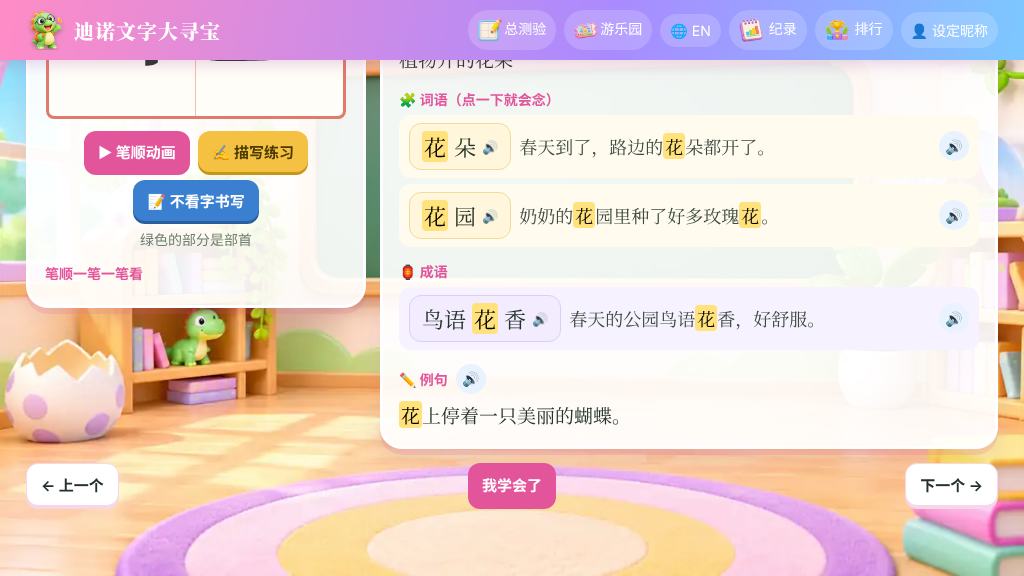 迪诺文字大寻宝
总测验
游乐园
EN
纪录
排行
设定昵称
植物开的花朵
▶ 笔顺动画
描写练习
不看字书写
绿色的部分是部首
笔顺一笔一笔看
词语（点一下就会念）
花朵
春天到了，路边的花朵都开了。
花园
奶奶的花园里种了好多玫瑰花。
成语
鸟语花香
春天的公园鸟语花香，好舒服。
例句
花上停着一只美丽的蝴蝶。
← 上一个
我学会了
下一个 →